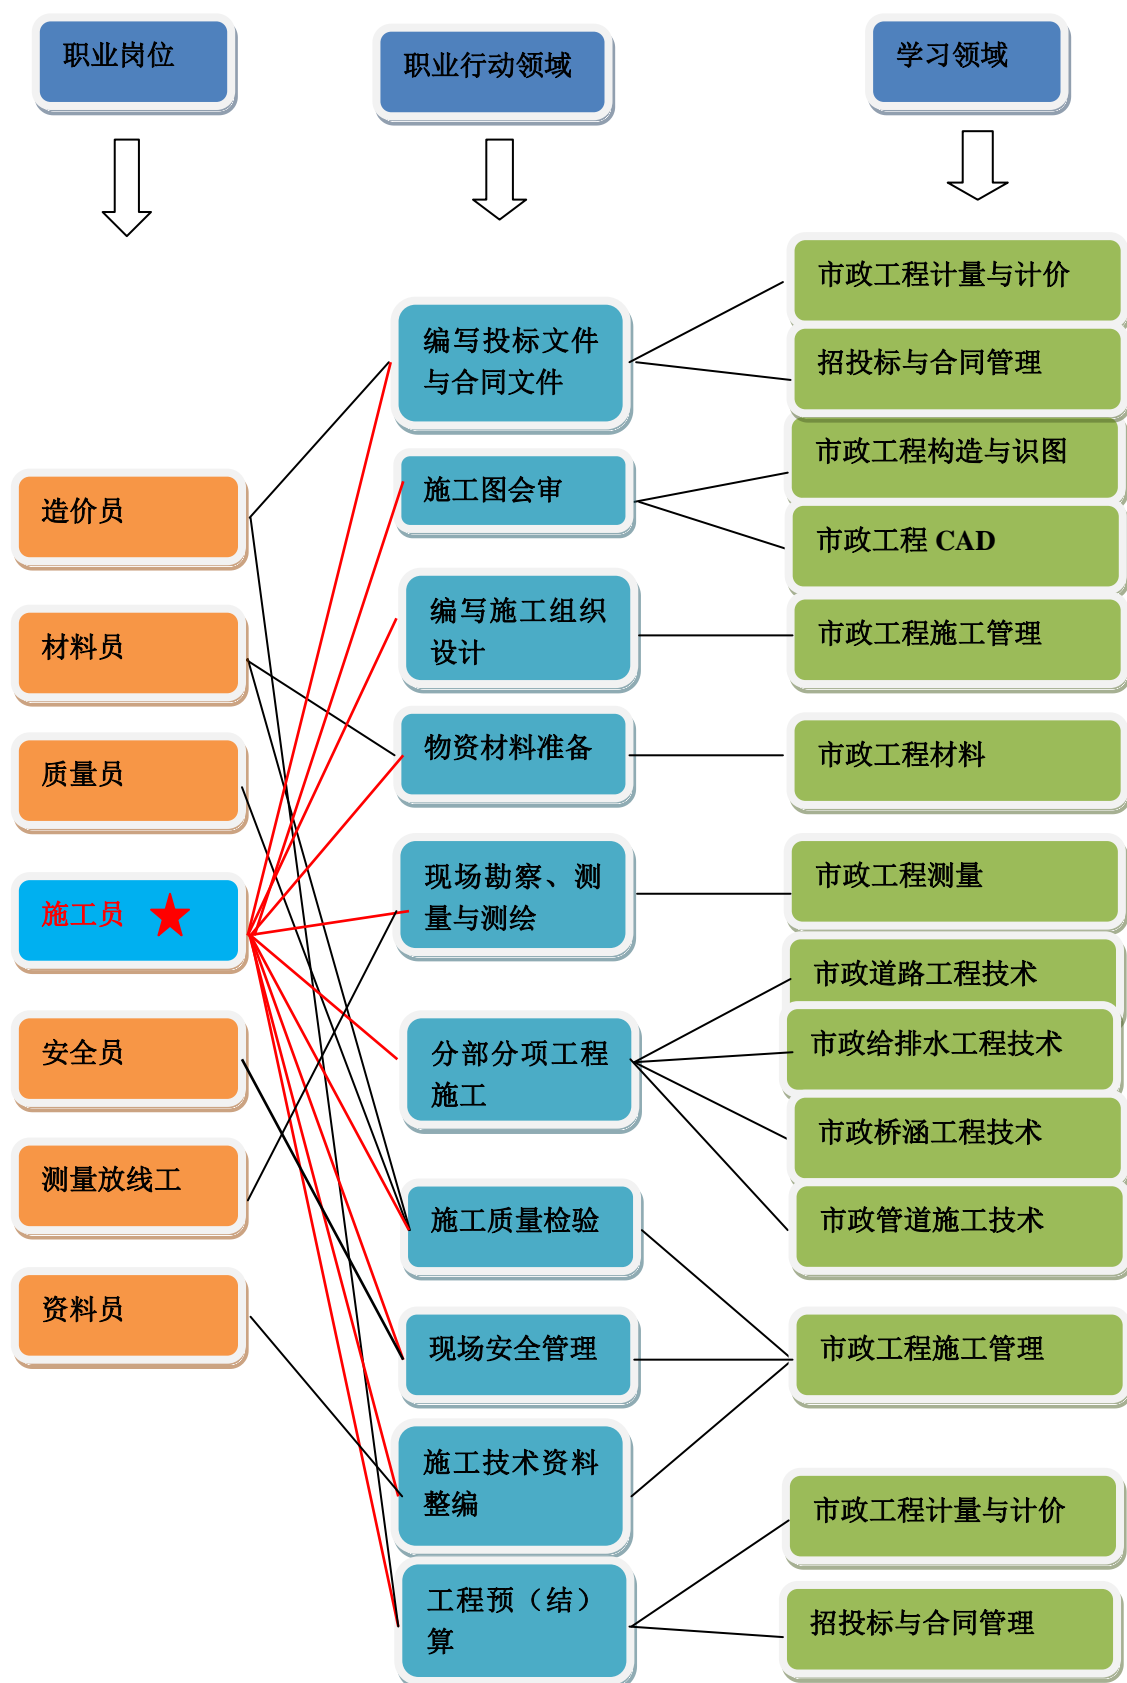 职业岗位
职业行动领域
学习领域
造价员
材料员
质量员
施工员
安全员
测量放线工
资料员
编写投标文件
与合同文件
施工图会审
编写施工组织
设计
物资材料准备
现场勘察、测
量与测绘
分部分项工程
施工
施工质量检验
现场安全管理
施工技术资料
整编
工程预（结）
算
市政工程计量与计价
招投标与合同管理
市政工程构造与识图
市政工程 CAD
市政工程施工管理
市政工程材料
市政工程测量
市政道路工程技术
市政给排水工程技术
市政桥涵工程技术
市政管道施工技术
市政工程施工管理
市政工程计量与计价
招投标与合同管理